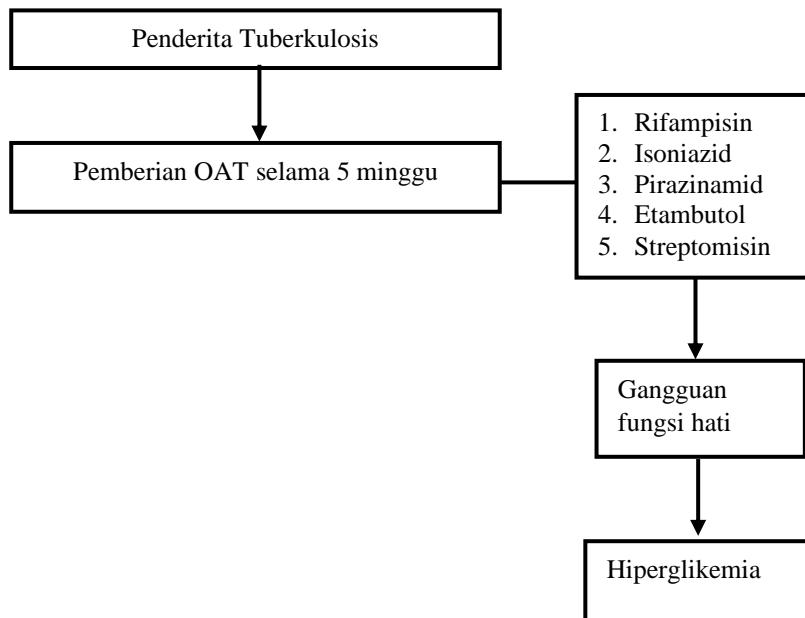 Penderita Tuberkulosis
Pemberian OAT selama 5 minggu
1. Rifampisin
2. Isoniazid
3. Pirazinamid
4. Etambutol
5. Streptomisin
Gangguan
fungsi hati
Hiperglikemia